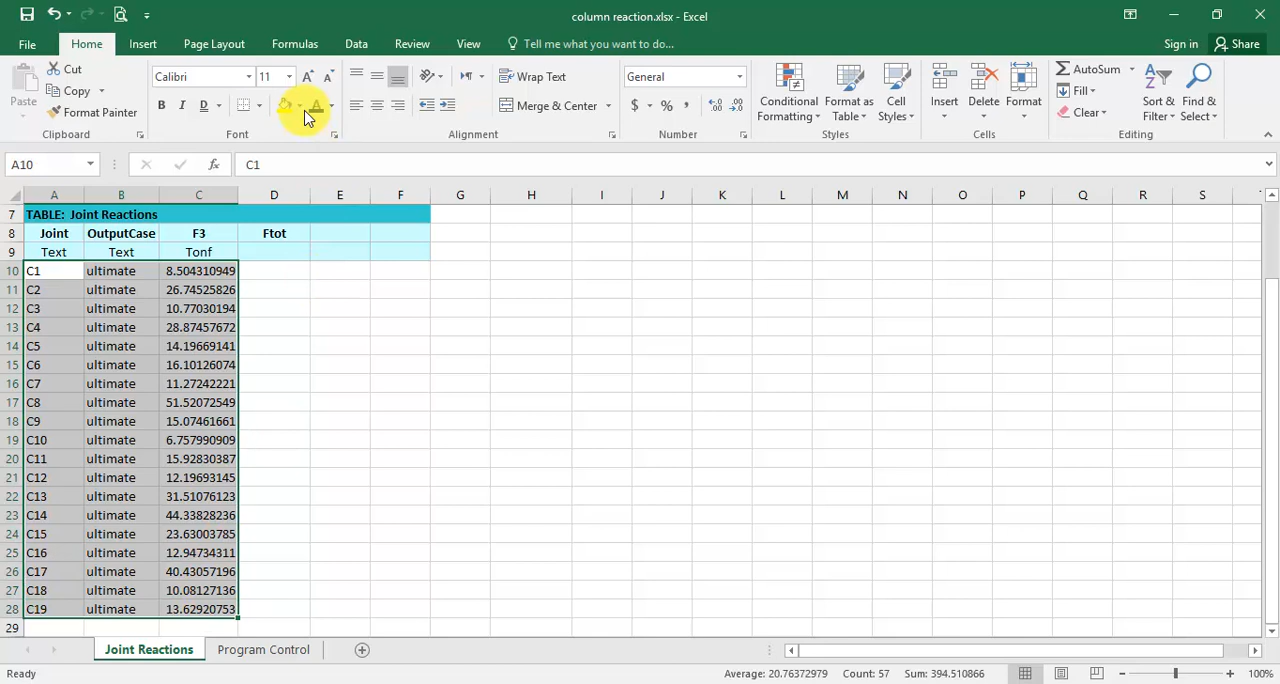 column reaction.xlsx - Excel
File Home Insert Page Layout Formulas Data Review View Tell me what you want to do... Sign in Share
Paste Cut Copy Format Painter Clipboard
Calibri 11 A A B I D A Font
Wrap Text Merge & Center Alignment
General $ % , Number
Conditional Formatting Format as Table Cell Styles Styles
Insert Delete Format Cells
AutoSum Fill Clear Sort & Filter Find & Select Editing
A10 fx C1
A B C D E F G H I J K L M N O P Q R S
7 TABLE: Joint Reactions
8 Joint OutputCase F3 Ftot
9 Text Text Tonf
10 C1 ultimate 8.504310949
11 C2 ultimate 26.74525826
12 C3 ultimate 10.77030194
13 C4 ultimate 28.87457672
14 C5 ultimate 14.19669141
15 C6 ultimate 16.10126074
16 C7 ultimate 11.27242221
17 C8 ultimate 51.52072549
18 C9 ultimate 15.07461661
19 C10 ultimate 6.757990909
20 C11 ultimate 15.92830387
21 C12 ultimate 12.19693145
22 C13 ultimate 31.51076123
23 C14 ultimate 44.33828236
24 C15 ultimate 23.63003785
25 C16 ultimate 12.94734311
26 C17 ultimate 40.43057196
27 C18 ultimate 10.08127136
28 C19 ultimate 13.62920753
29
Joint Reactions Program Control
Ready Average: 20.76372979 Count: 57 Sum: 394.510866 100%